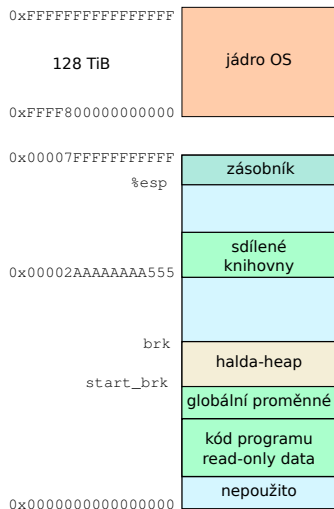 0xFFFFFFFFFFFFFFFF
128 TiB
jádro OS
0xFFFF800000000000
0x00007FFFFFFFFFFF
zásobník
%esp
sdílené
knihovny
0x00002AAAAAAAA555
brk
halda-heap
start_brk
globální proměnné
kód programu
read-only data
nepoužito
0x0000000000000000